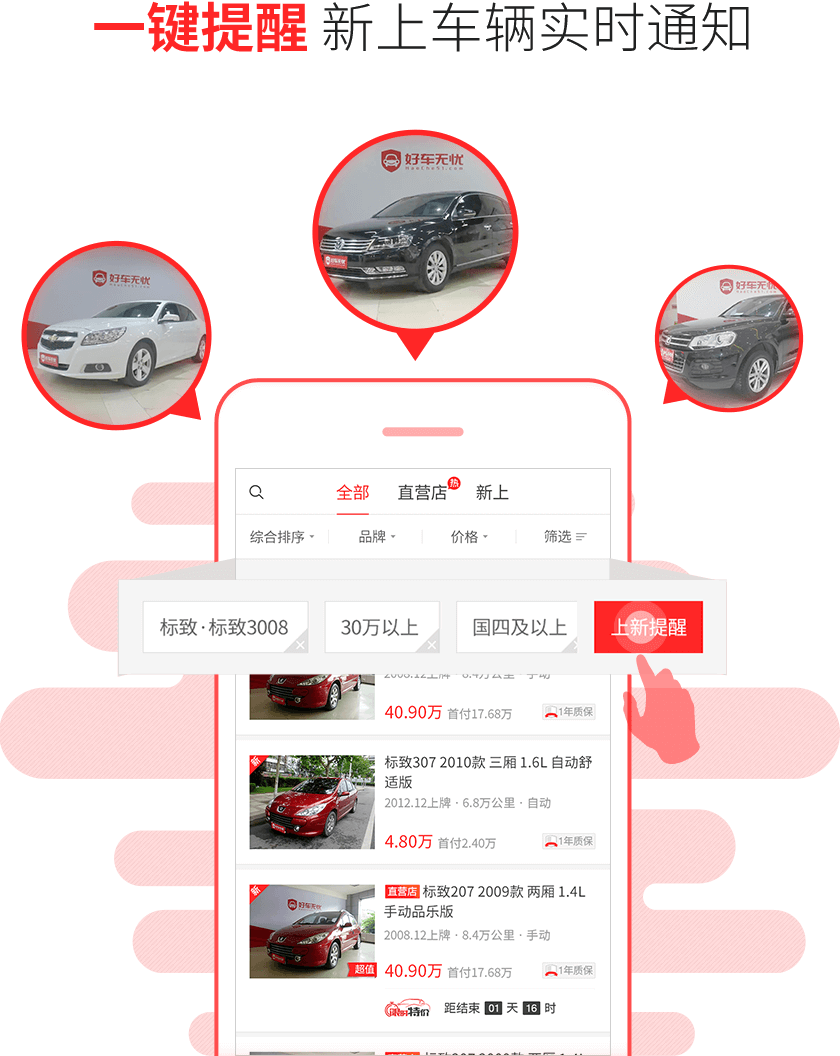 一键提醒 新上车辆实时通知
好车无忧
好车无忧
好车无忧
全部 直营店 热 新上
综合排序 品牌 价格 筛选
标致·标致3008 30万以上 国四及以上 上新提醒
2008.12上牌 · 8.4万公里 · 手动
40.90万 首付17.68万 1年质保
新
标致307 2010款 三厢 1.6L 自动舒
适版
2012.12上牌 · 6.8万公里 · 自动
4.80万 首付2.40万 1年质保
新
好车无忧
超值
直营店 标致207 2009款 两厢 1.4L
手动品乐版
2008.12上牌 · 8.4万公里 · 手动
40.90万 首付17.68万 1年质保
限时特价 距结束 01 天 16 时